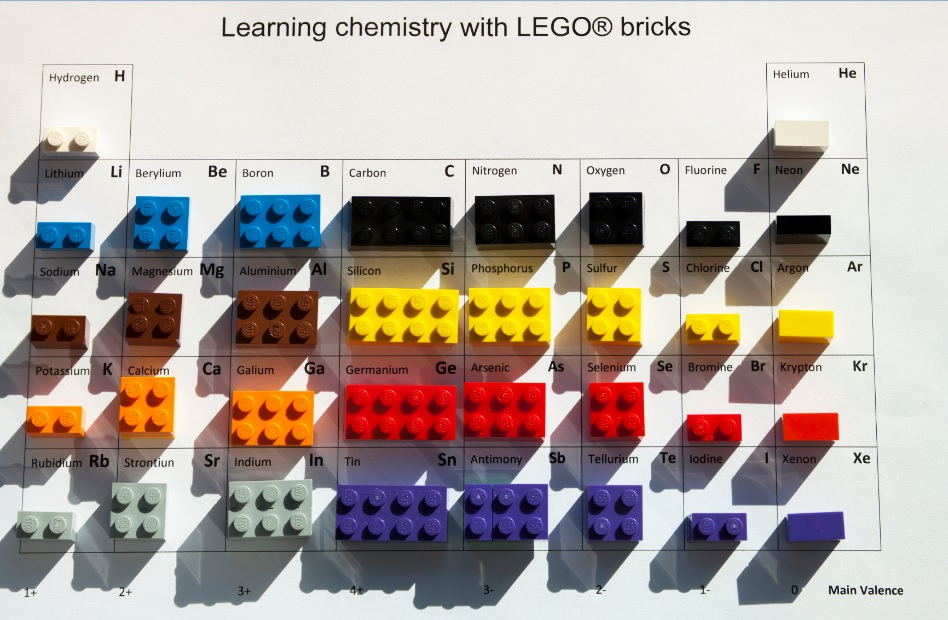 Learning chemistry with LEGO® bricks
Hydrogen H Helium He
Lithium Li Berylium Be Boron B Carbon C Nitrogen N Oxygen O Fluorine F Neon Ne
Sodium Na Magnesium Mg Aluminium Al Silicon Si Phosphorus P Sulfur S Chlorine Cl Argon Ar
Potassium K Calcium Ca Galium Ga Germanium Ge Arsenic As Selenium Se Bromine Br Krypton Kr
Rubidium Rb Strontiun Sr Indium In Tin Sn Antimony Sb Tellurium Te Iodine I Xenon Xe
1+ 2+ 3+ 4± 3- 2- 1- 0 Main Valence